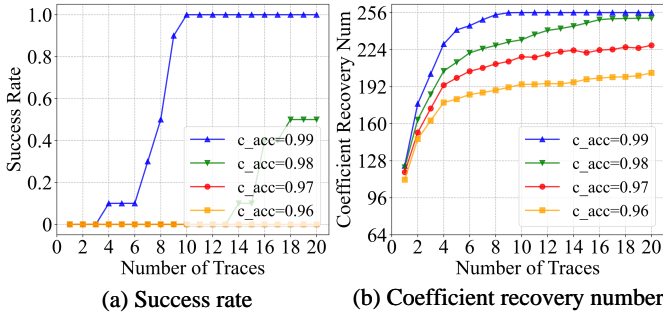 1.0
0.8
0.6
0.4
0.2
0
Success Rate
c_acc=0.99
c_acc=0.98
c_acc=0.97
c_acc=0.96
0 2 4 6 8 10 12 14 16 18 20
Number of Traces
(a) Success rate
256
224
192
160
128
96
64
Coefficient Recovery Num
c_acc=0.99
c_acc=0.98
c_acc=0.97
c_acc=0.96
0 2 4 6 8 10 12 14 16 18 20
Number of Traces
(b) Coefficient recovery number